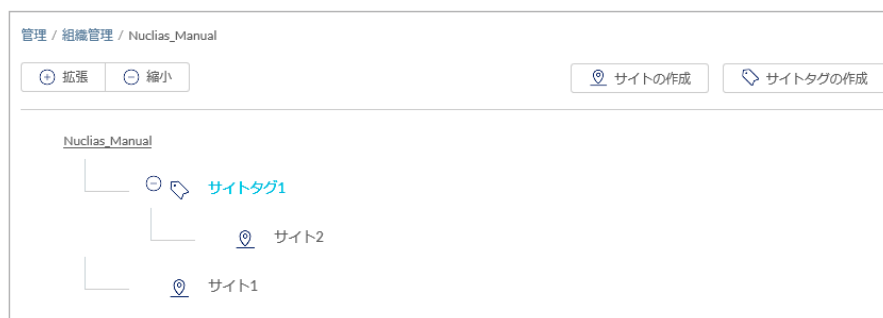 管理 / 組織管理 / Nuclias_Manual
拡張 縮小 サイトの作成 サイトタグの作成
Nuclias_Manual
サイトタグ1
サイト2
サイト1